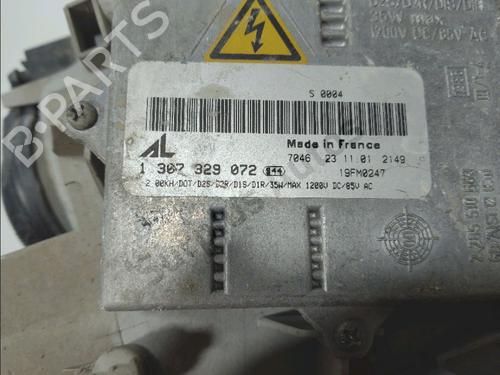 35W max
1200V DC/85V AC
S 0004
AL
Made in France
7046 23 11.01 2149
1 307 329 072
19FM0247
2.00KH/DOT/D2S/D2R/D1S/D1R/35W/MAX 1200V DC/85V AC
B-Parts